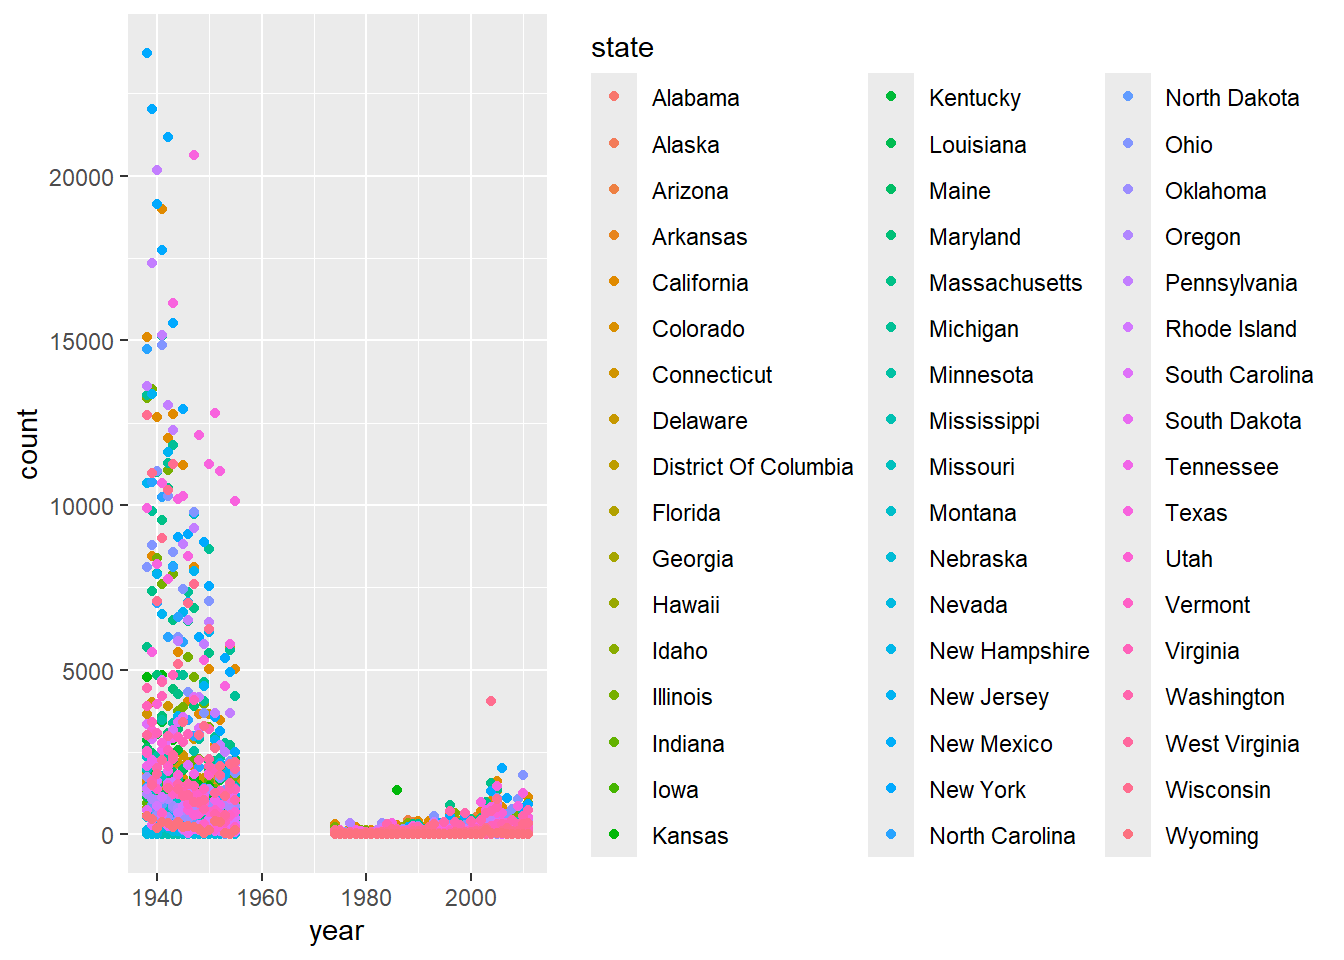 state
Alabama
Alaska
Arizona
Arkansas
California
Colorado
Connecticut
Delaware
District Of Columbia
Florida
Georgia
Hawaii
Idaho
Illinois
Indiana
Iowa
Kansas
Kentucky
Louisiana
Maine
Maryland
Massachusetts
Michigan
Minnesota
Mississippi
Missouri
Montana
Nebraska
Nevada
New Hampshire
New Jersey
New Mexico
New York
North Carolina
North Dakota
Ohio
Oklahoma
Oregon
Pennsylvania
Rhode Island
South Carolina
South Dakota
Tennessee
Texas
Utah
Vermont
Virginia
Washington
West Virginia
Wisconsin
Wyoming
count
20000
15000
10000
5000
0
1940 1960 1980 2000
year